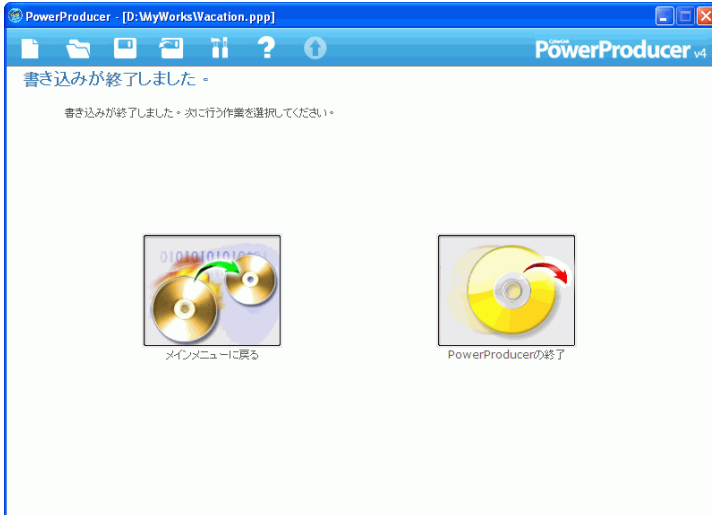 PowerProducer - [D:\MyWorks\Vacation.ppp]
CyberLink
PowerProducer v4
書き込みが終了しました。
書き込みが終了しました。次に行う作業を選択してください。
01010101010
メインメニューに戻る
PowerProducerの終了